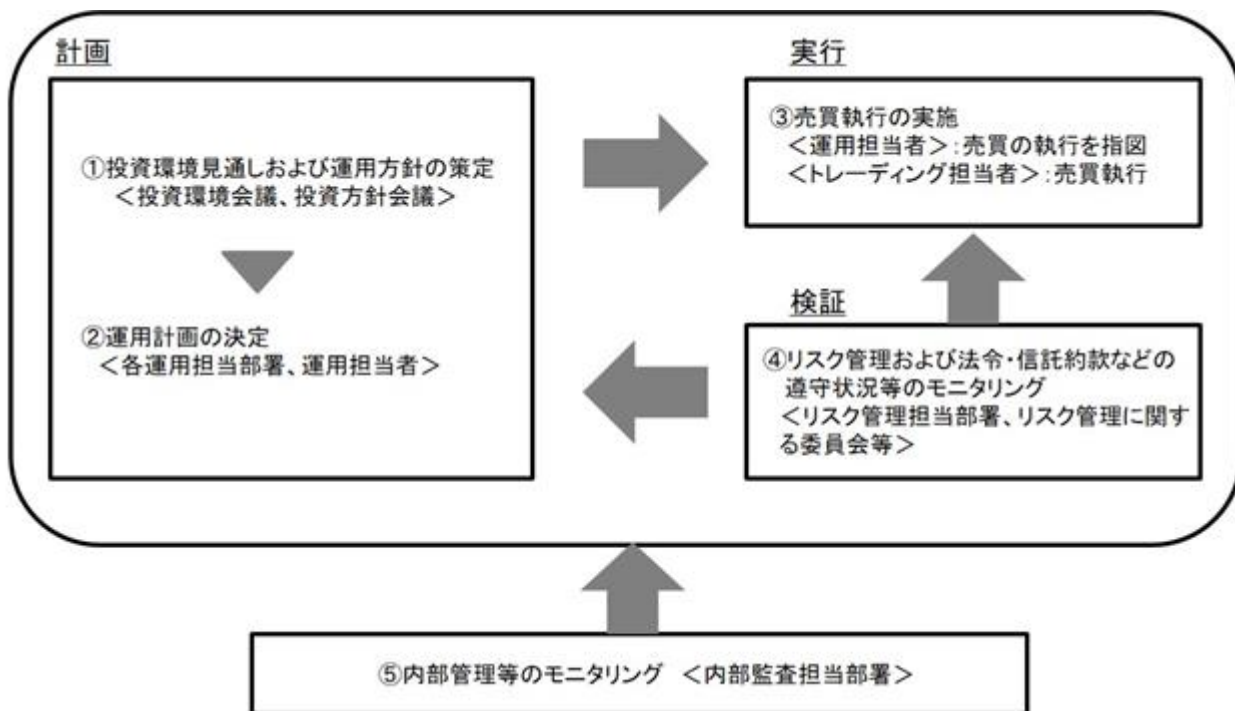 計画
①投資環境見通しおよび運用方針の策定
＜投資環境会議、投資方針会議＞
②運用計画の決定
＜各運用担当部署、運用担当者＞
実行
③売買執行の実施
＜運用担当者＞：売買の執行を指図
＜トレーディング担当者＞：売買執行
検証
④リスク管理および法令・信託約款などの
遵守状況等のモニタリング
＜リスク管理担当部署、リスク管理に関す
る委員会等＞
⑤内部管理等のモニタリング　＜内部監査担当部署＞